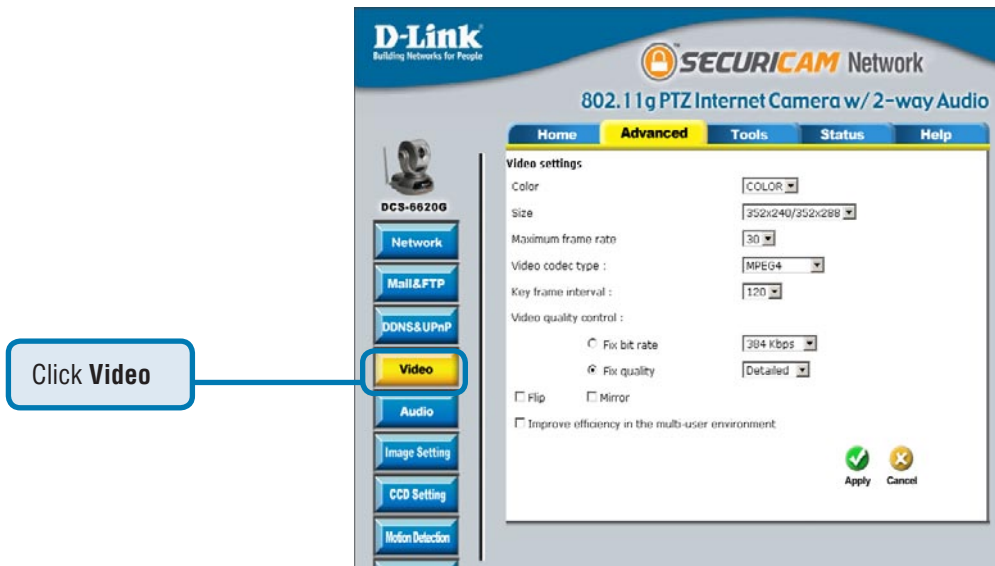 D-Link
Building Networks for People
SECURICAM Network
802.11g PTZ Internet Camera w/ 2-way Audio
Home Advanced Tools Status Help
DCS-6620G
Network
Mail&FTP
DDNS&UPnP
Video
Audio
Image Setting
CCD Setting
Motion Detection
Click Video
Video settings
Color COLOR
Size 352x240/352x288
Maximum frame rate 30
Video codec type : MPEG4
Key frame interval : 120
Video quality control :
Fix bit rate 384 Kbps
Fix quality Detailed
Flip Mirror
Improve efficiency in the multi-user environment
Apply Cancel